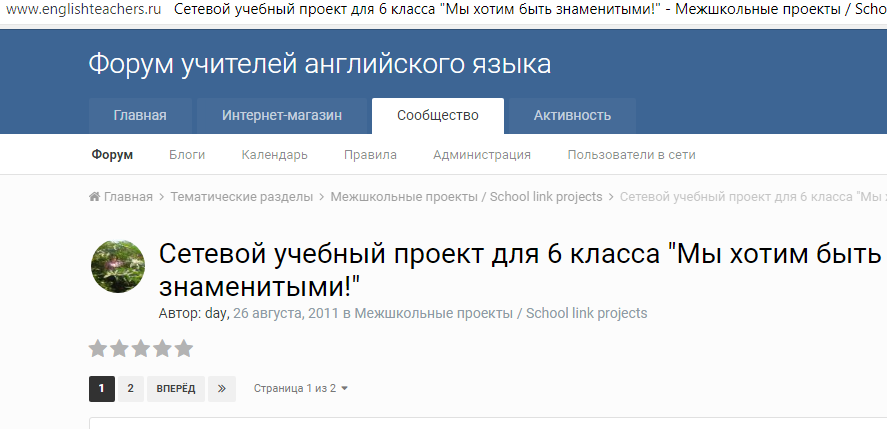 www.englishteachers.ru Сетевой учебный проект для 6 класса "Мы хотим быть знаменитыми!" - Межшкольные проекты / Scho
Форум учителей английского языка
Главная Интернет-магазин Сообщество Активность
Форум Блоги Календарь Правила Администрация Пользователи в сети
Главная > Тематические разделы > Межшкольные проекты / School link projects > Сетевой учебный проект для 6 класса "Мы
Сетевой учебный проект для 6 класса "Мы хотим быть
знаменитыми!"
Автор: day, 26 августа, 2011 в Межшкольные проекты / School link projects
1 2 ВПЕРЁД » Страница 1 из 2